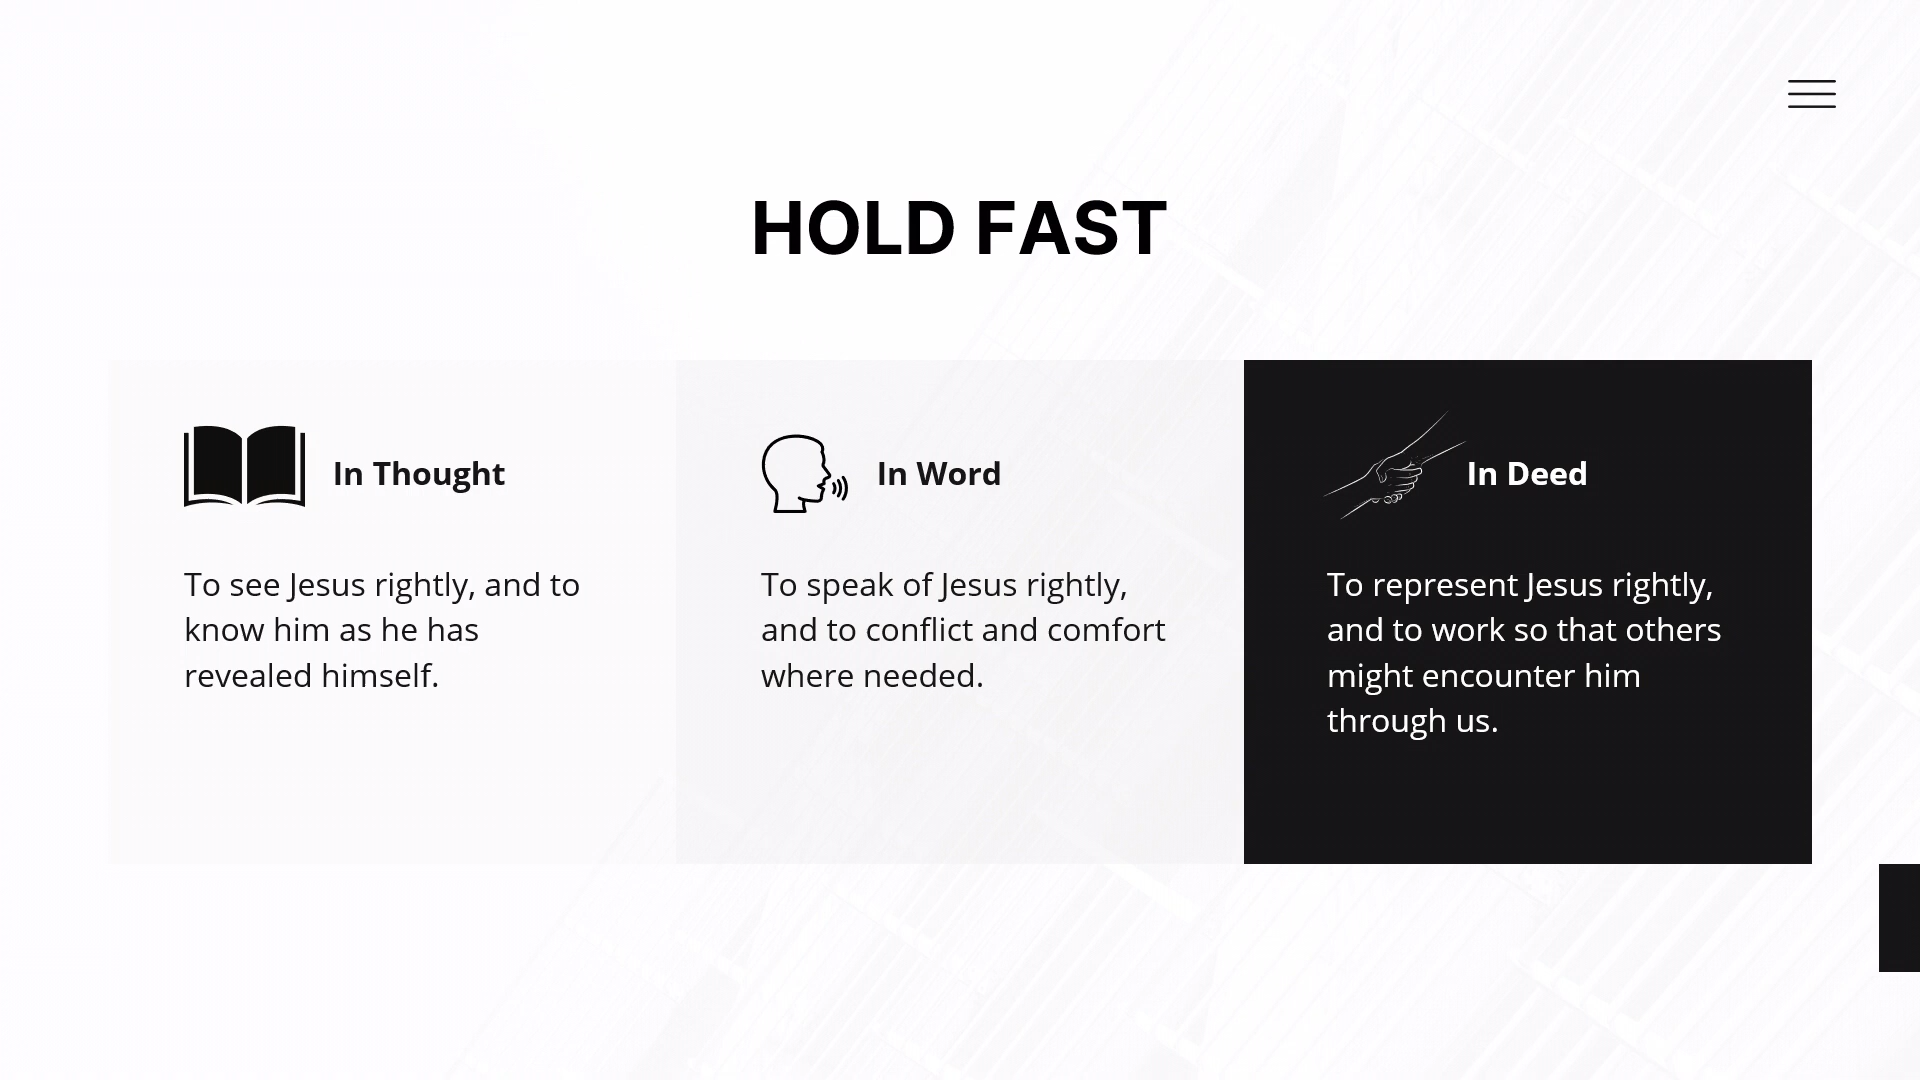 HOLD FAST
In Thought
To see Jesus rightly, and to
know him as he has
revealed himself.
In Word
To speak of Jesus rightly,
and to conflict and comfort
where needed.
In Deed
To represent Jesus rightly,
and to work so that others
might encounter him
through us.